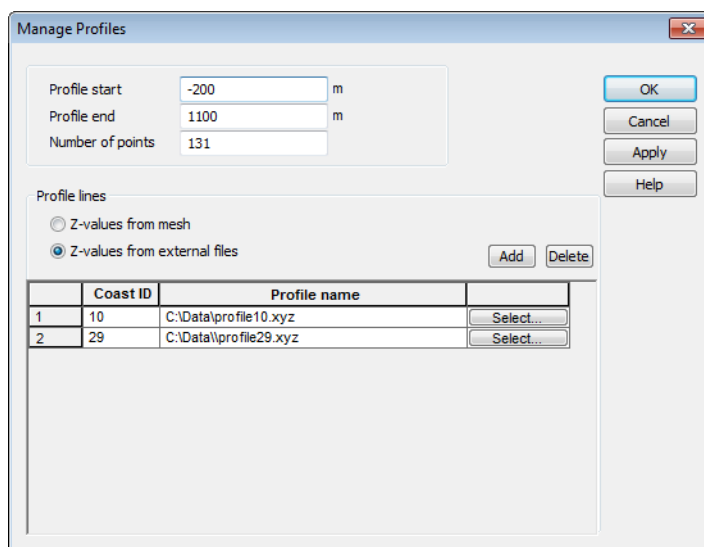 Manage Profiles
Profile start -200 m
Profile end 1100 m
Number of points 131
OK
Cancel
Apply
Help
Profile lines
Z-values from mesh
Z-values from external files
Add Delete
Coast ID Profile name
1 10 C:\Data\profile10.xyz Select...
2 29 C:\Data\\profile29.xyz Select...